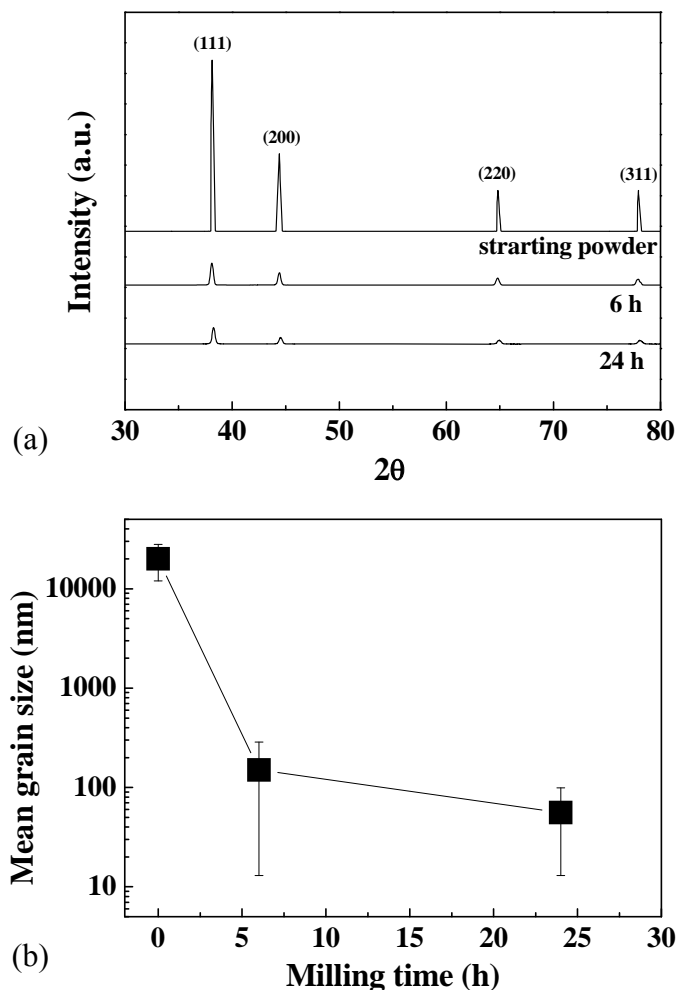 (111)
(200)
(220)
(311)
Intensity (a.u.)
strarting powder
6 h
24 h
30 40 50 60 70 80
2θ
(a)
10000
1000
100
10
Mean grain size (nm)
0 5 10 15 20 25 30
Milling time (h)
(b)